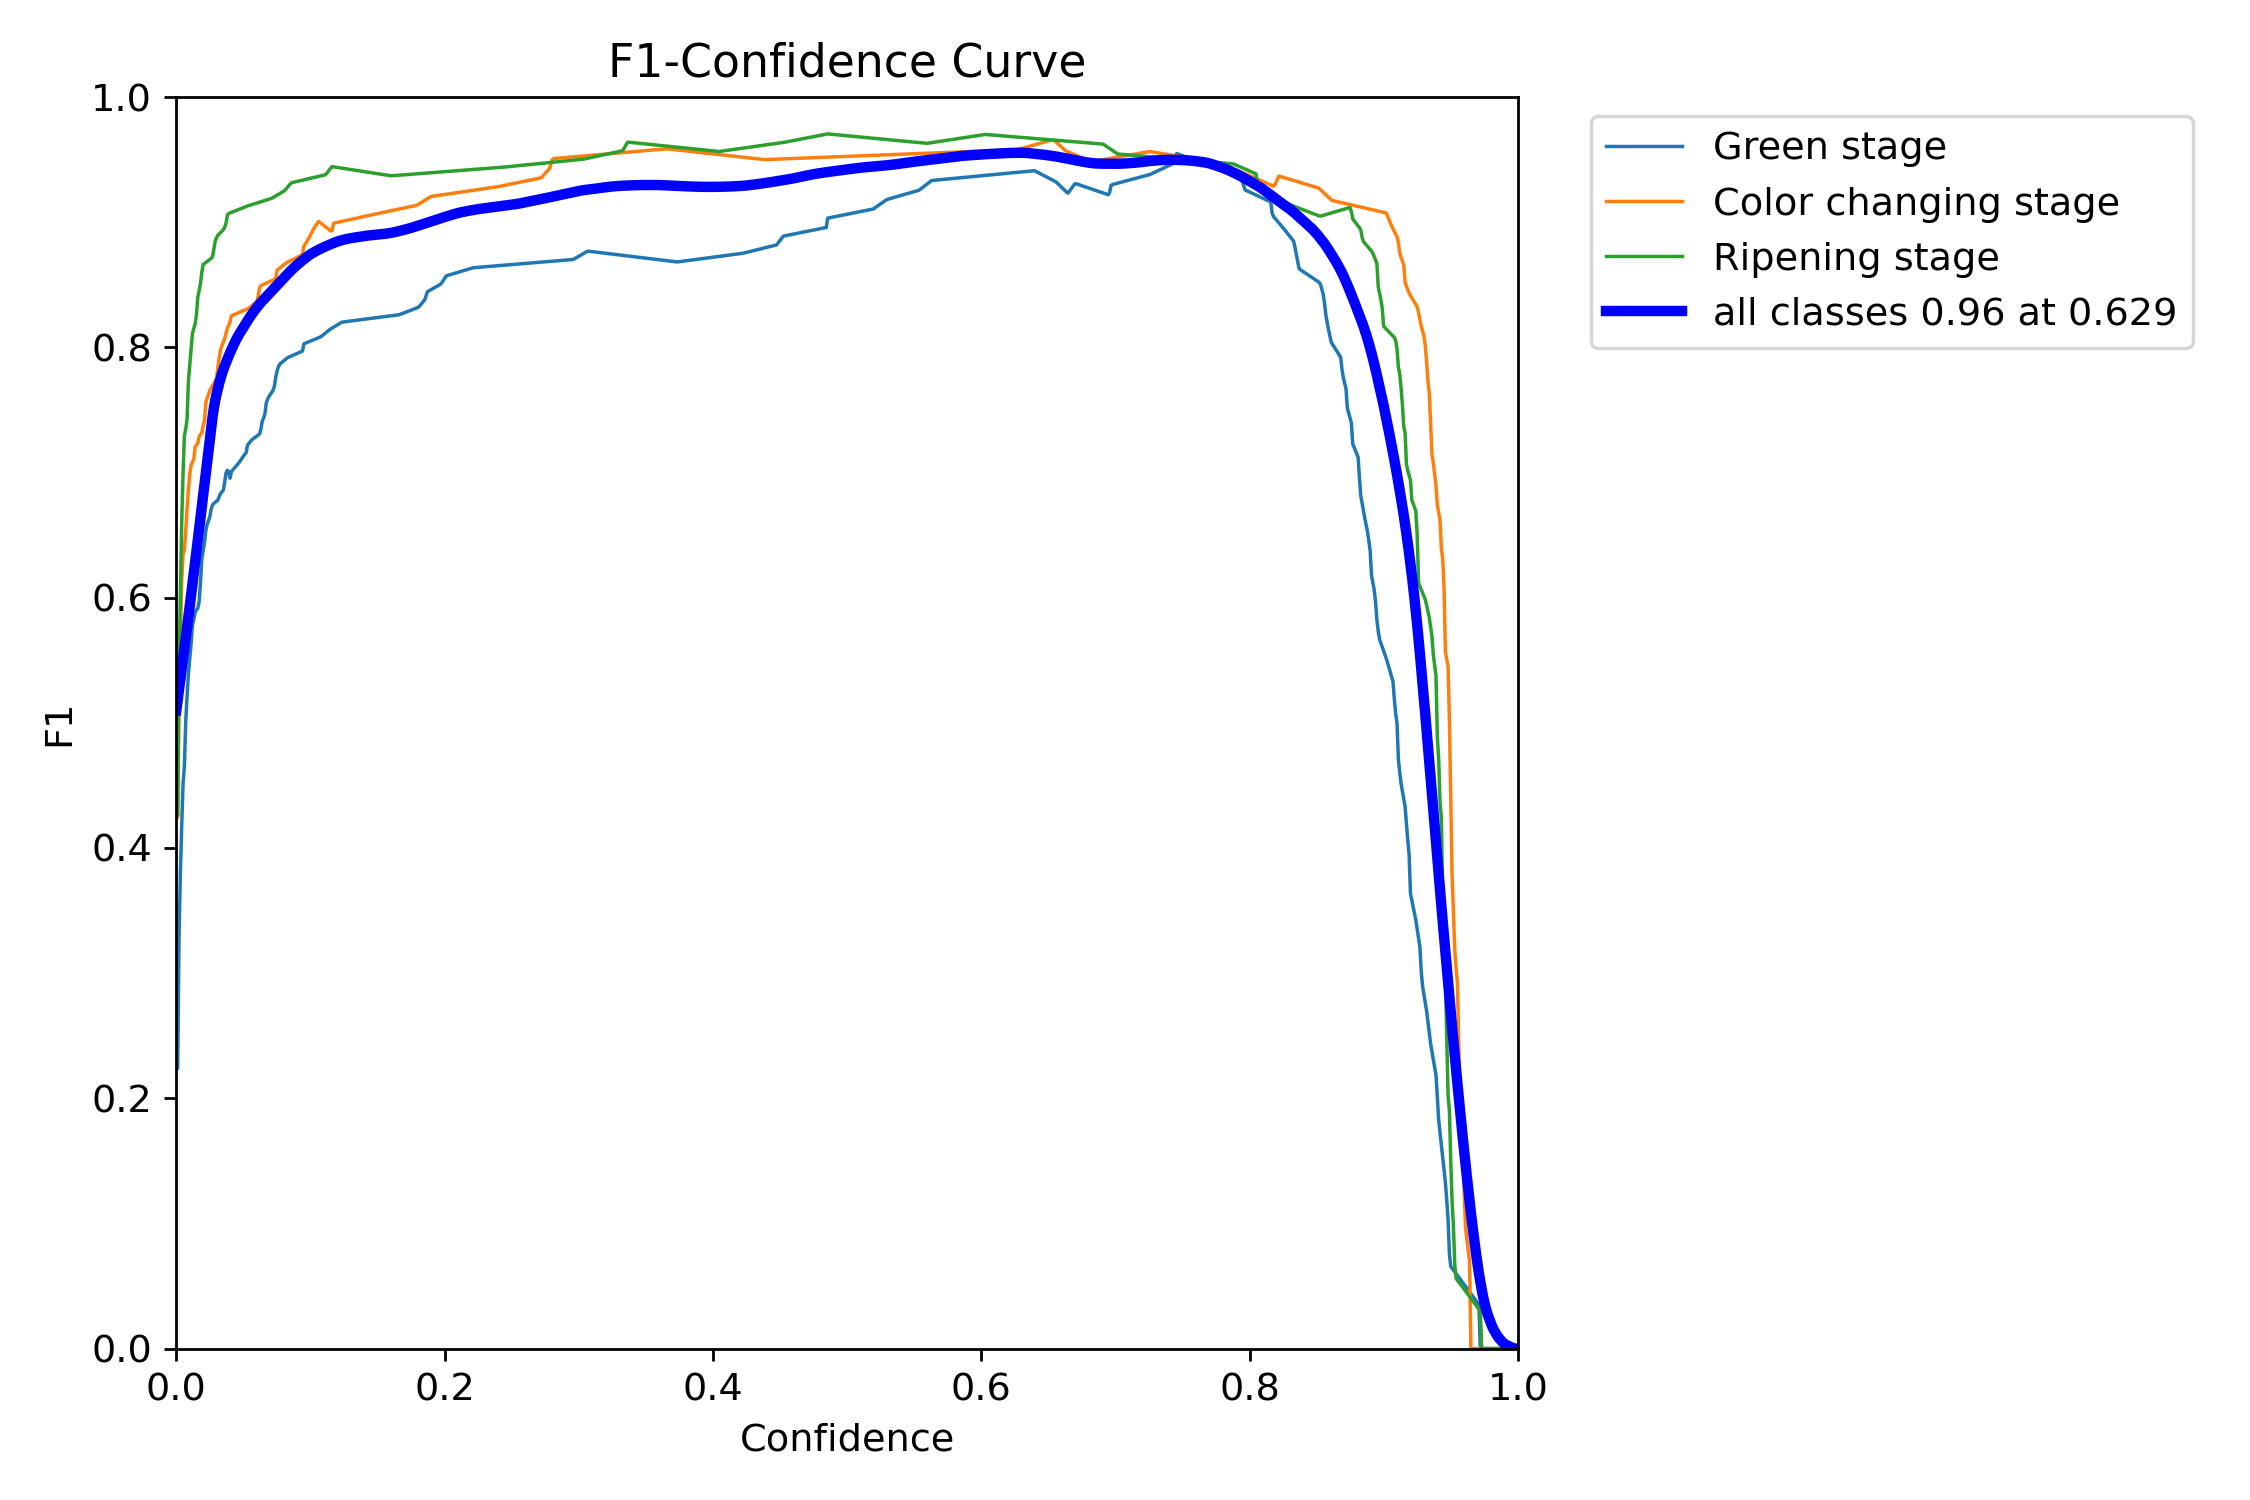 F1-Confidence Curve
1.0
0.8
0.6
0.4
0.2
0.0
F1
0.0 0.2 0.4 0.6 0.8 1.0
Confidence
Green stage
Color changing stage
Ripening stage
all classes 0.96 at 0.629